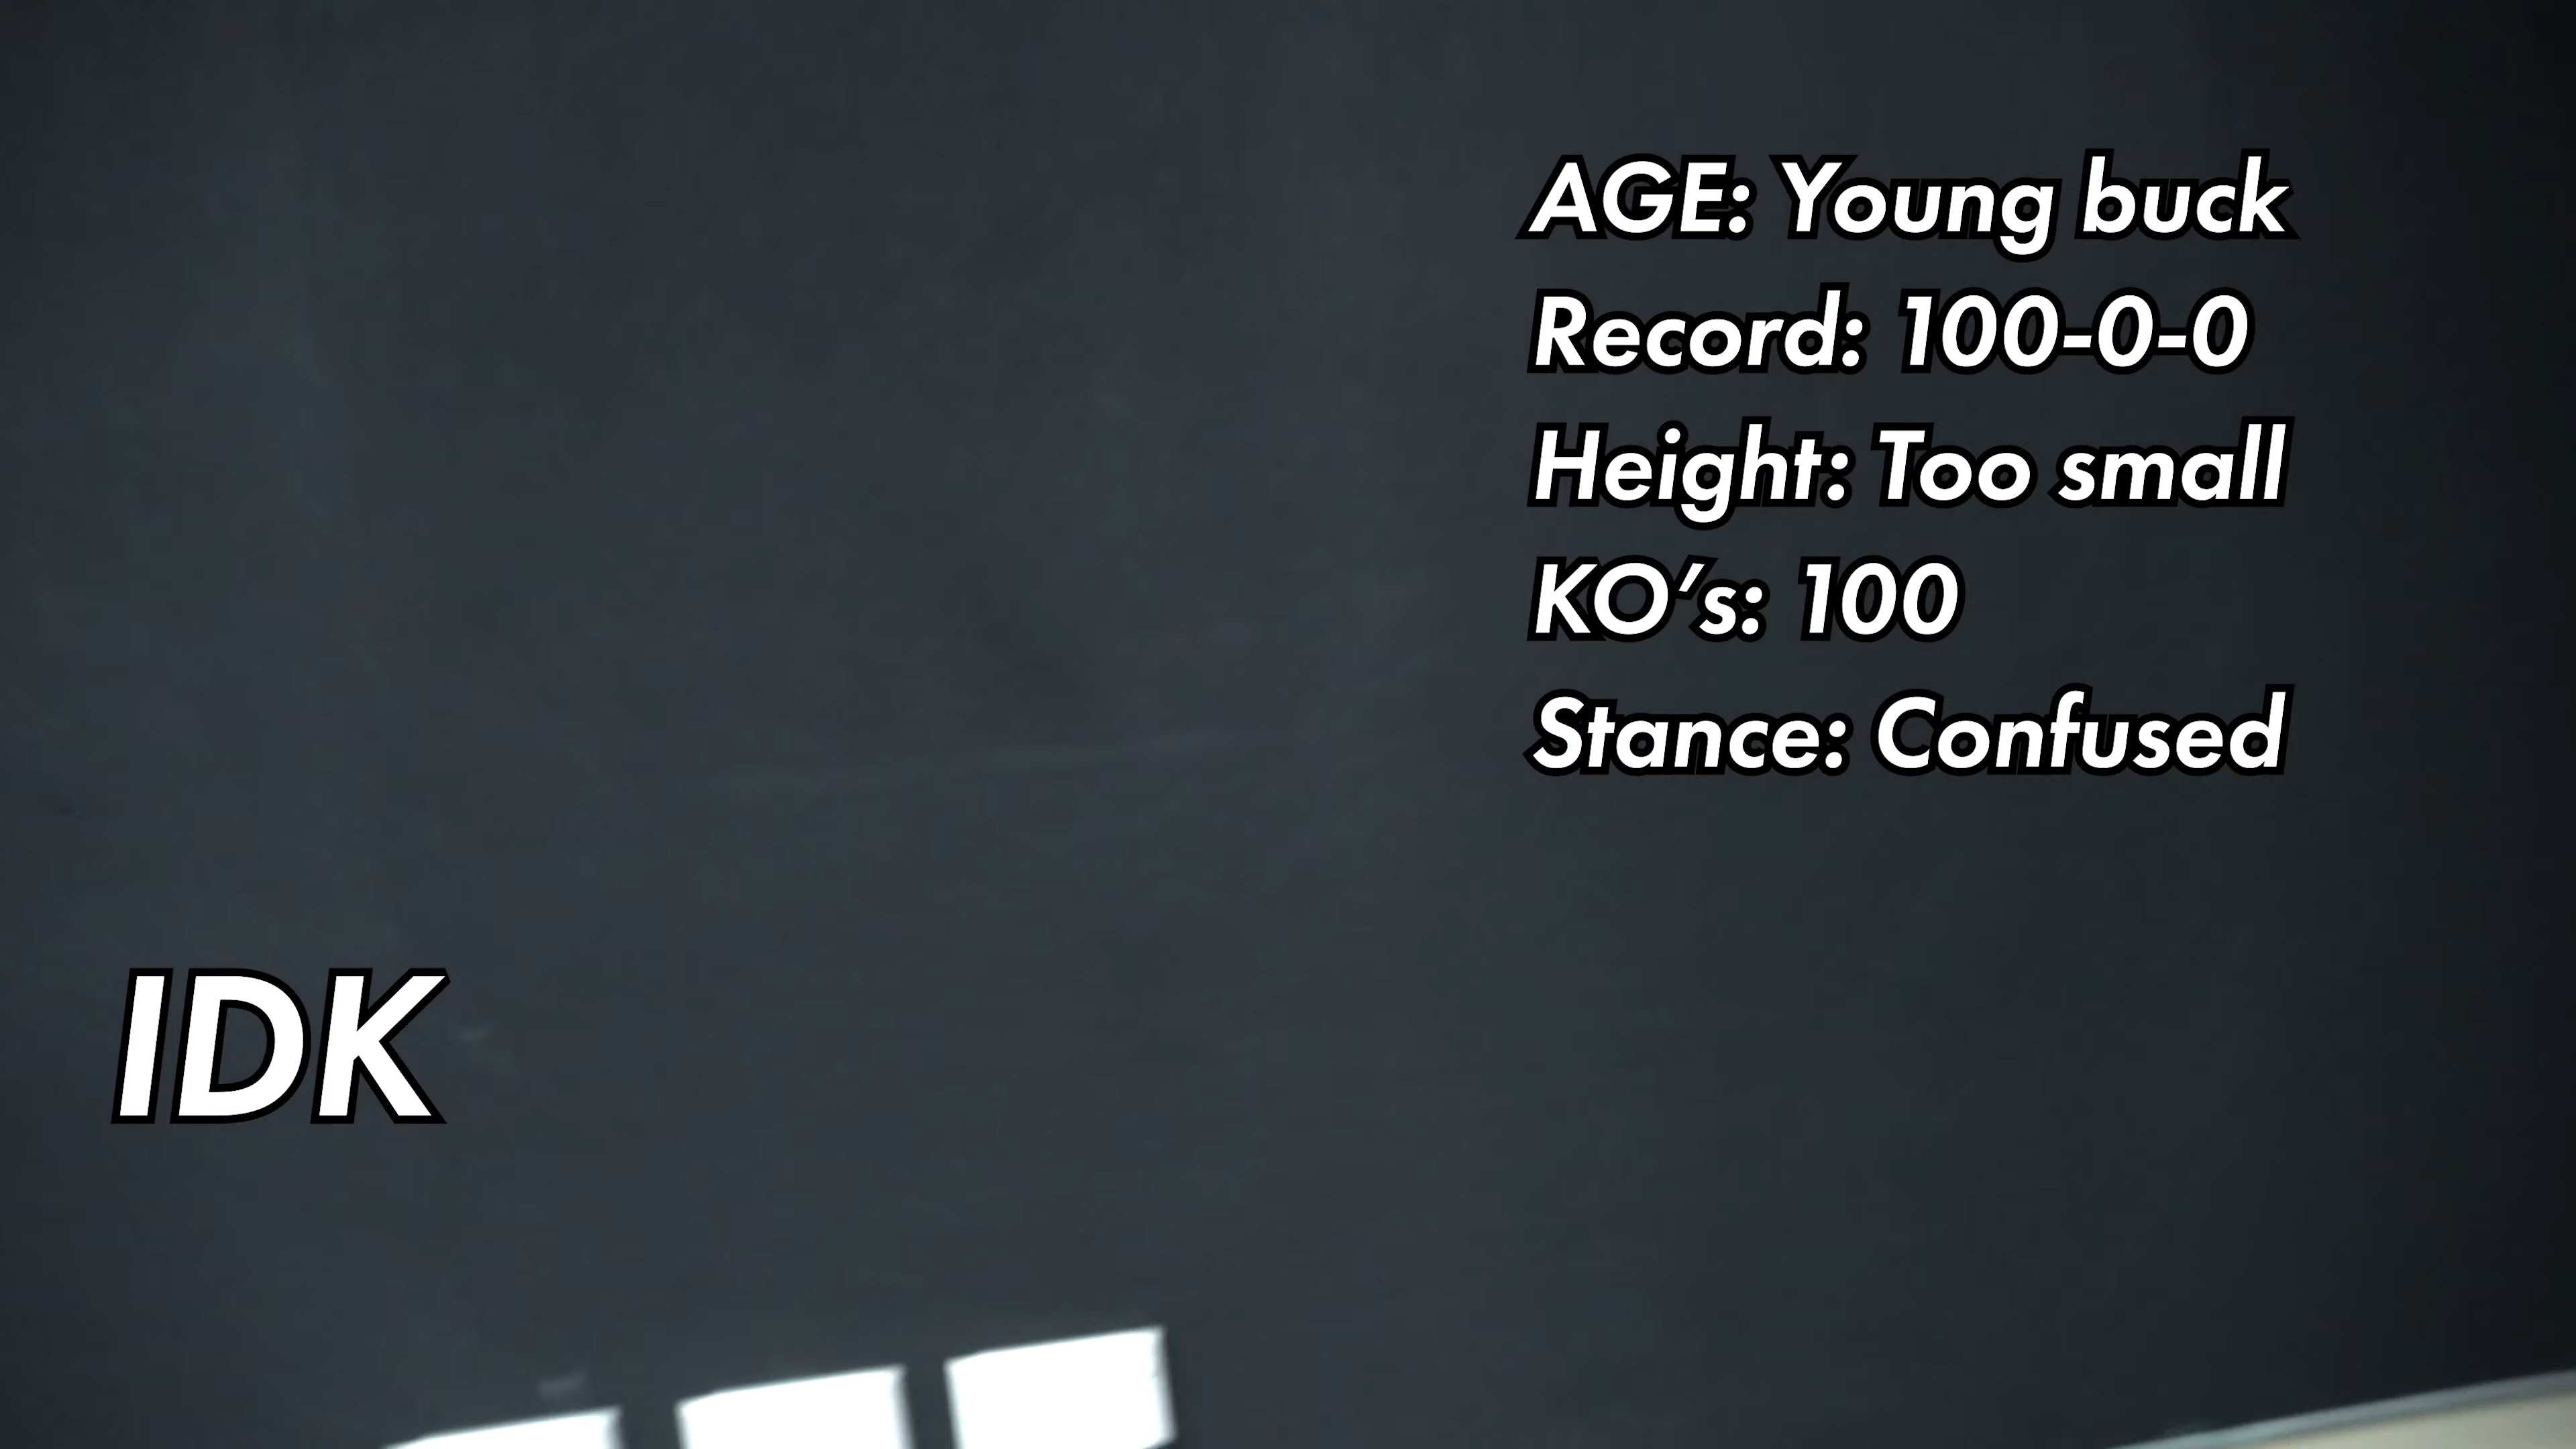 AGE: Young buck
Record: 100-0-0
Height: Too small
KO’s: 100
Stance: Confused
IDK